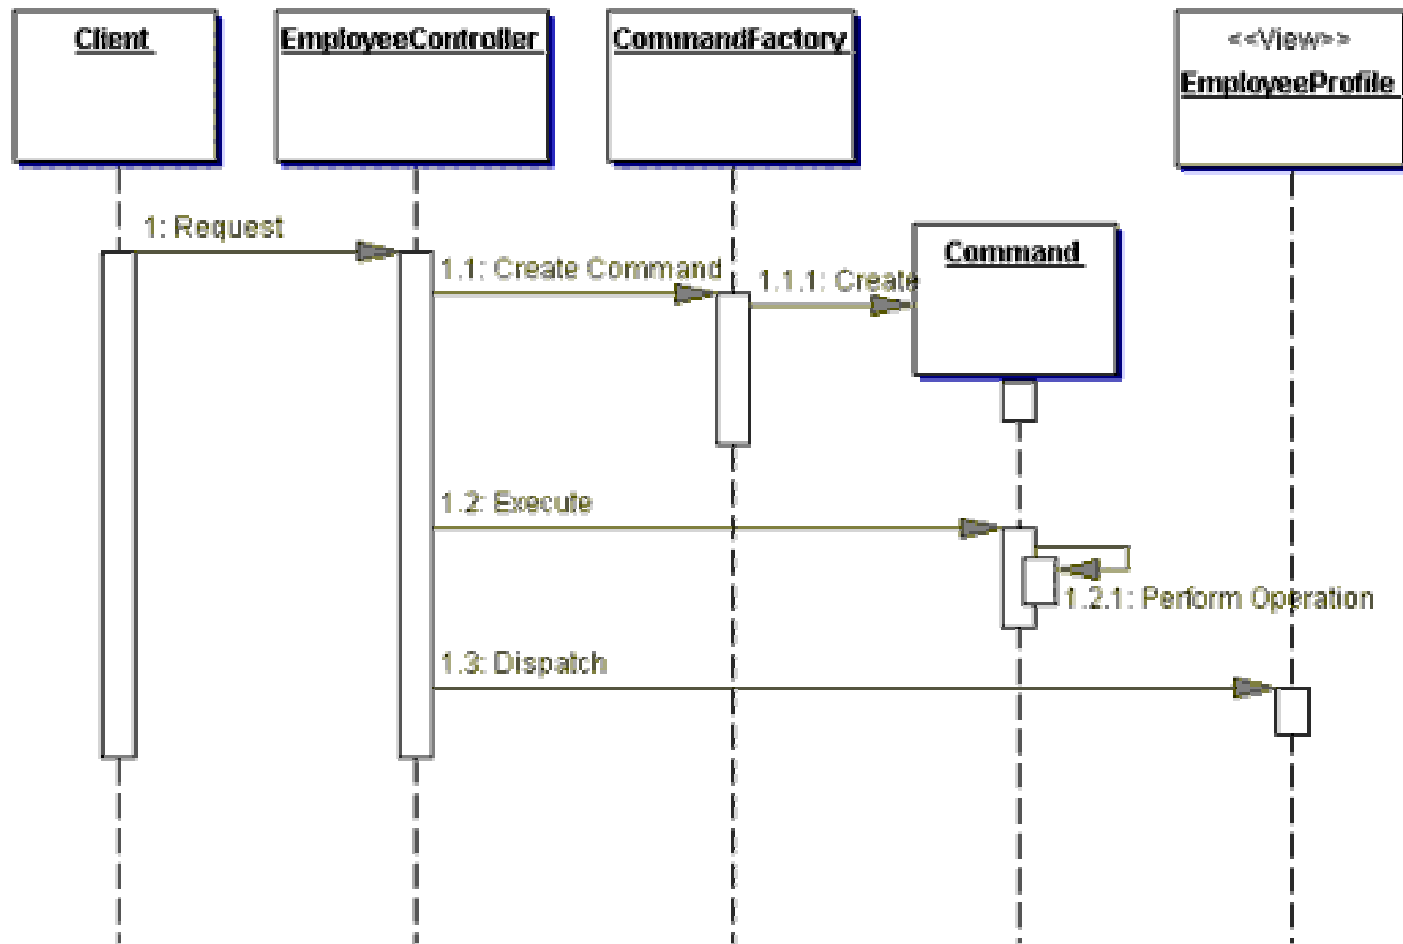 Client
EmployeeController
CommandFactory
<<View>>
EmployeeProfile
1: Request
Command
1.1: Create Command
1.1.1: Create
1.2: Execute
1.2.1: Perform Operation
1.3: Dispatch